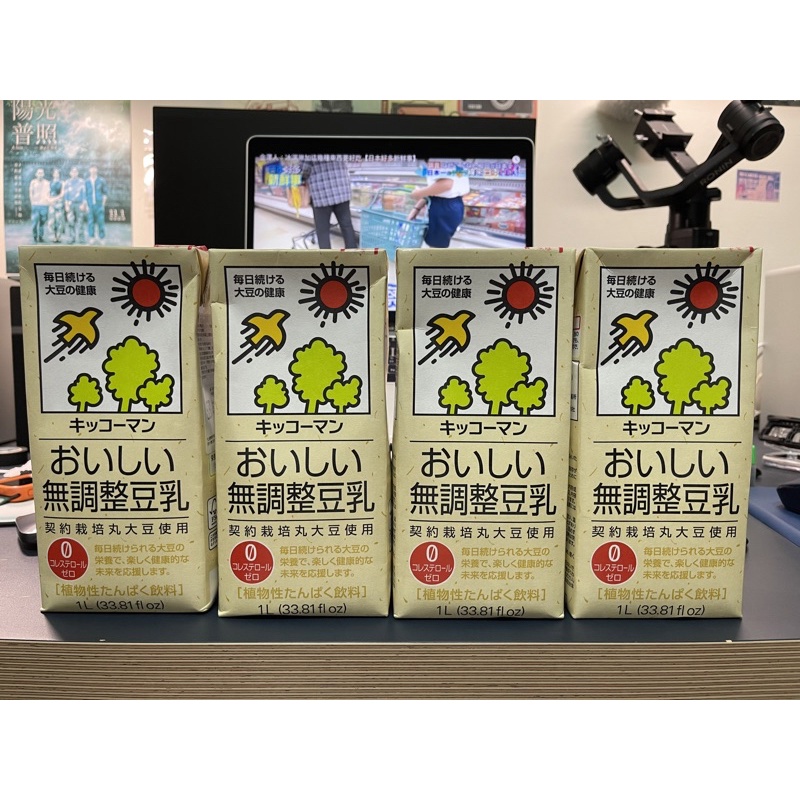 陽光
普照
日本一
RONIN
毎日続ける
大豆の健康
キッコーマン
おいしい
無調整豆乳
契約栽培丸大豆使用
0
コレステロール
ゼロ
毎日続けられる大豆の
栄養で、楽しく健康的な
未来を応援します。
［植物性たんぱく飲料］
1L (33.81 fl oz)
毎日続ける
大豆の健康
キッコーマン
おいしい
無調整豆乳
契約栽培丸大豆使用
0
コレステロール
ゼロ
毎日続けられる大豆の
栄養で、楽しく健康的な
未来を応援します。
［植物性たんぱく飲料］
1L (33.81 fl oz)
毎日続ける
大豆の健康
キッコーマン
おいしい
無調整豆乳
契約栽培丸大豆使用
0
コレステロール
ゼロ
毎日続けられる大豆の
栄養で、楽しく健康的な
未来を応援します。
［植物性たんぱく飲料］
1L (33.81 fl oz)
毎日続ける
大豆の健康
キッコーマン
おいしい
無調整豆乳
契約栽培丸大豆使用
0
コレステロール
ゼロ
毎日続けられる大豆の
栄養で、楽しく健康的な
未来を応援します。
［植物性たんぱく飲料］
1L (33.81 fl oz)